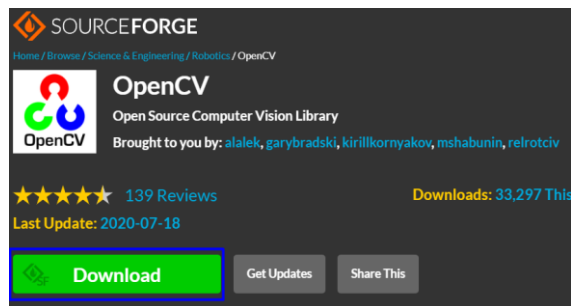 SOURCEFORGE
Home / Browse / Science & Engineering / Robotics / OpenCV
OpenCV
Open Source Computer Vision Library
OpenCV
Brought to you by: alalek, garybradski, kirillkornyakov, mshabunin, relrotciv
139 Reviews
Downloads: 33,297 This
Last Update: 2020-07-18
Download
Get Updates
Share This